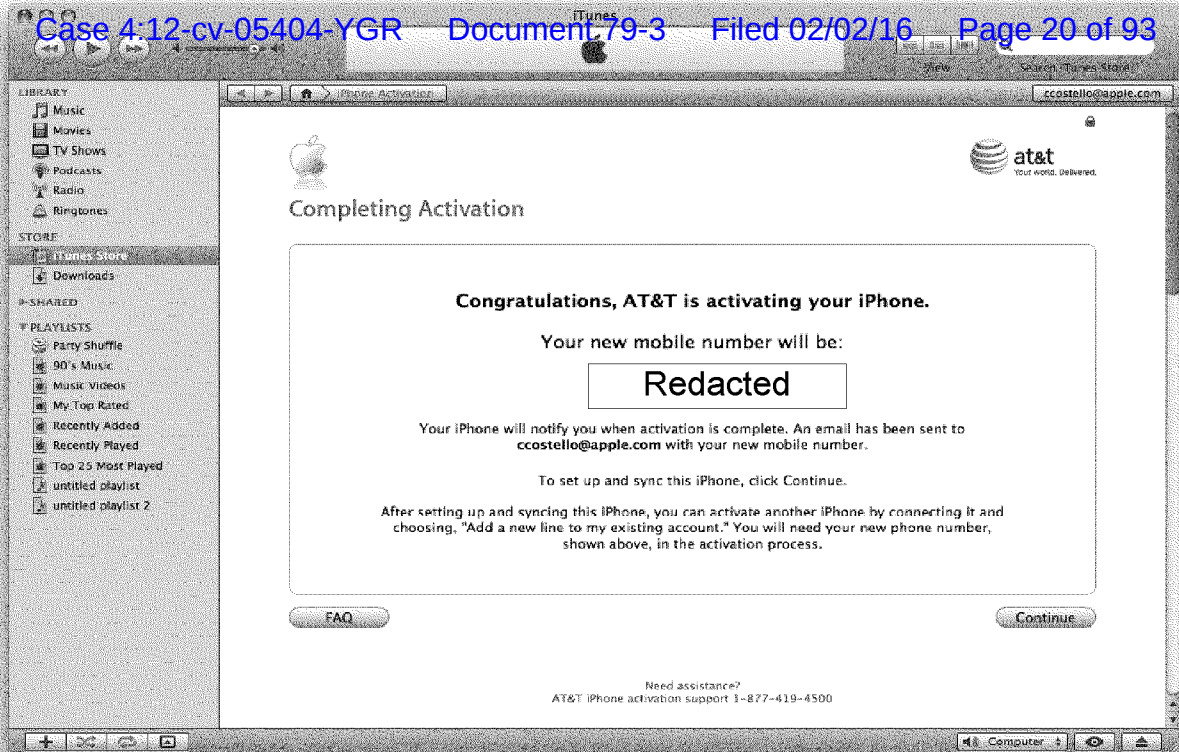 iTunes
Case 4:12-cv-05404-YGR Document 79-3 Filed 02/02/16 Page 20 of 93
View
Search iTunes Store
LIBRARY
Music
Movies
TV Shows
Podcasts
Radio
Ringtones
STORE
iTunes Store
Downloads
SHARED
PLAYLISTS
Party Shuffle
90's Music
Music Videos
My Top Rated
Recently Added
Recently Played
Top 25 Most Played
untitled playlist
untitled playlist 2
iPhone Activation
ccostello@apple.com
at&t
Your world. Delivered.
Completing Activation
Congratulations, AT&T is activating your iPhone.
Your new mobile number will be:
Redacted
Your iPhone will notify you when activation is complete. An email has been sent to
ccostello@apple.com with your new mobile number.
To set up and sync this iPhone, click Continue.
After setting up and syncing this iPhone, you can activate another iPhone by connecting it and
choosing, "Add a new line to my existing account." You will need your new phone number,
shown above, in the activation process.
FAQ
Continue
Need assistance?
AT&T iPhone activation support 1-877-419-4500
Computer